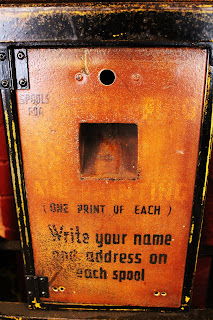 SPOOLS
FOR
(ONE PRINT OF EACH)
Write your name
and address on
each spool